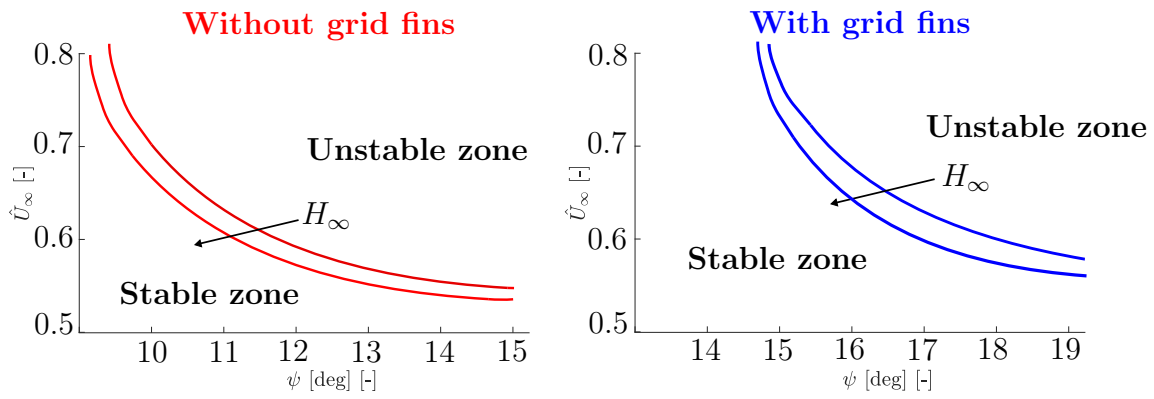 Without grid fins
0.8
0.7
0.6
0.5
Û∞ [-]
Unstable zone
H∞
Stable zone
10 11 12 13 14 15
ψ [deg] [-]
With grid fins
0.8
0.7
0.6
0.5
Û∞ [-]
Unstable zone
H∞
Stable zone
14 15 16 17 18 19
ψ [deg] [-]